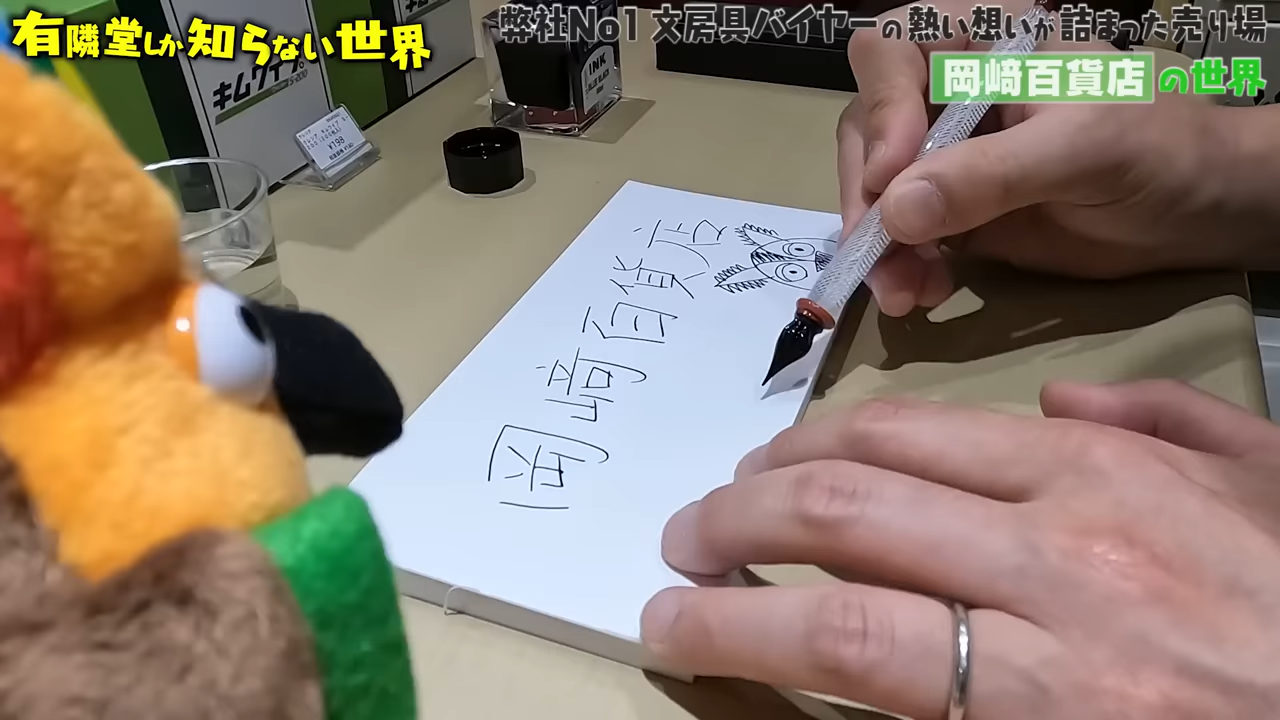 有隣堂しか知らない世界
弊社No1 文房具バイヤーの熱い想いが詰まった売り場
岡﨑百貨店の世界
キムワイプ
S-200
INK
¥198
岡崎百貨店